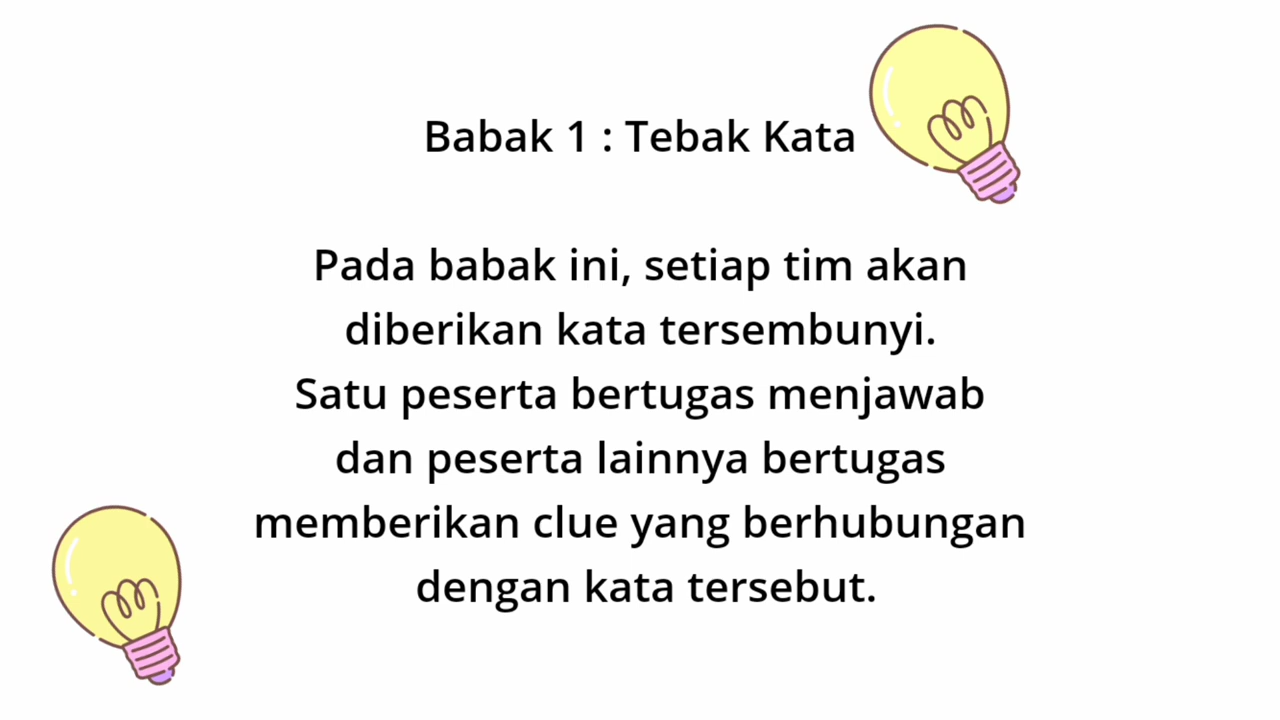 Babak 1 : Tebak Kata
Pada babak ini, setiap tim akan
diberikan kata tersembunyi.
Satu peserta bertugas menjawab
dan peserta lainnya bertugas
memberikan clue yang berhubungan
dengan kata tersebut.